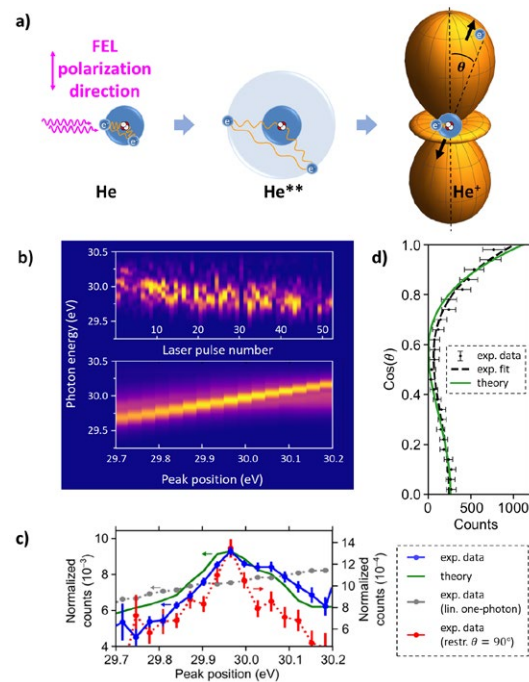 a)
FEL
polarization
direction
e
e
He
e
e
He**
e
θ
e
He⁺
b)
Photon energy (eV)
30.5
30.0
29.5
10 20 30 40 50
Laser pulse number
30.5
30.0
29.5
29.7 29.8 29.9 30.0 30.1 30.2
Peak position (eV)
d)
Cos(θ)
1.0
0.8
0.6
0.4
0.2
0.0
exp. data
exp. fit
theory
0 500 1000
Counts
c)
Normalized
counts (10⁻³)
10
8
6
4
14
12
10
8
6
Normalized
counts (10⁻⁴)
29.7 29.8 29.9 30.0 30.1 30.2
Peak position (eV)
exp. data
theory
exp. data
(lin. one-photon)
exp. data
(restr. θ = 90°)